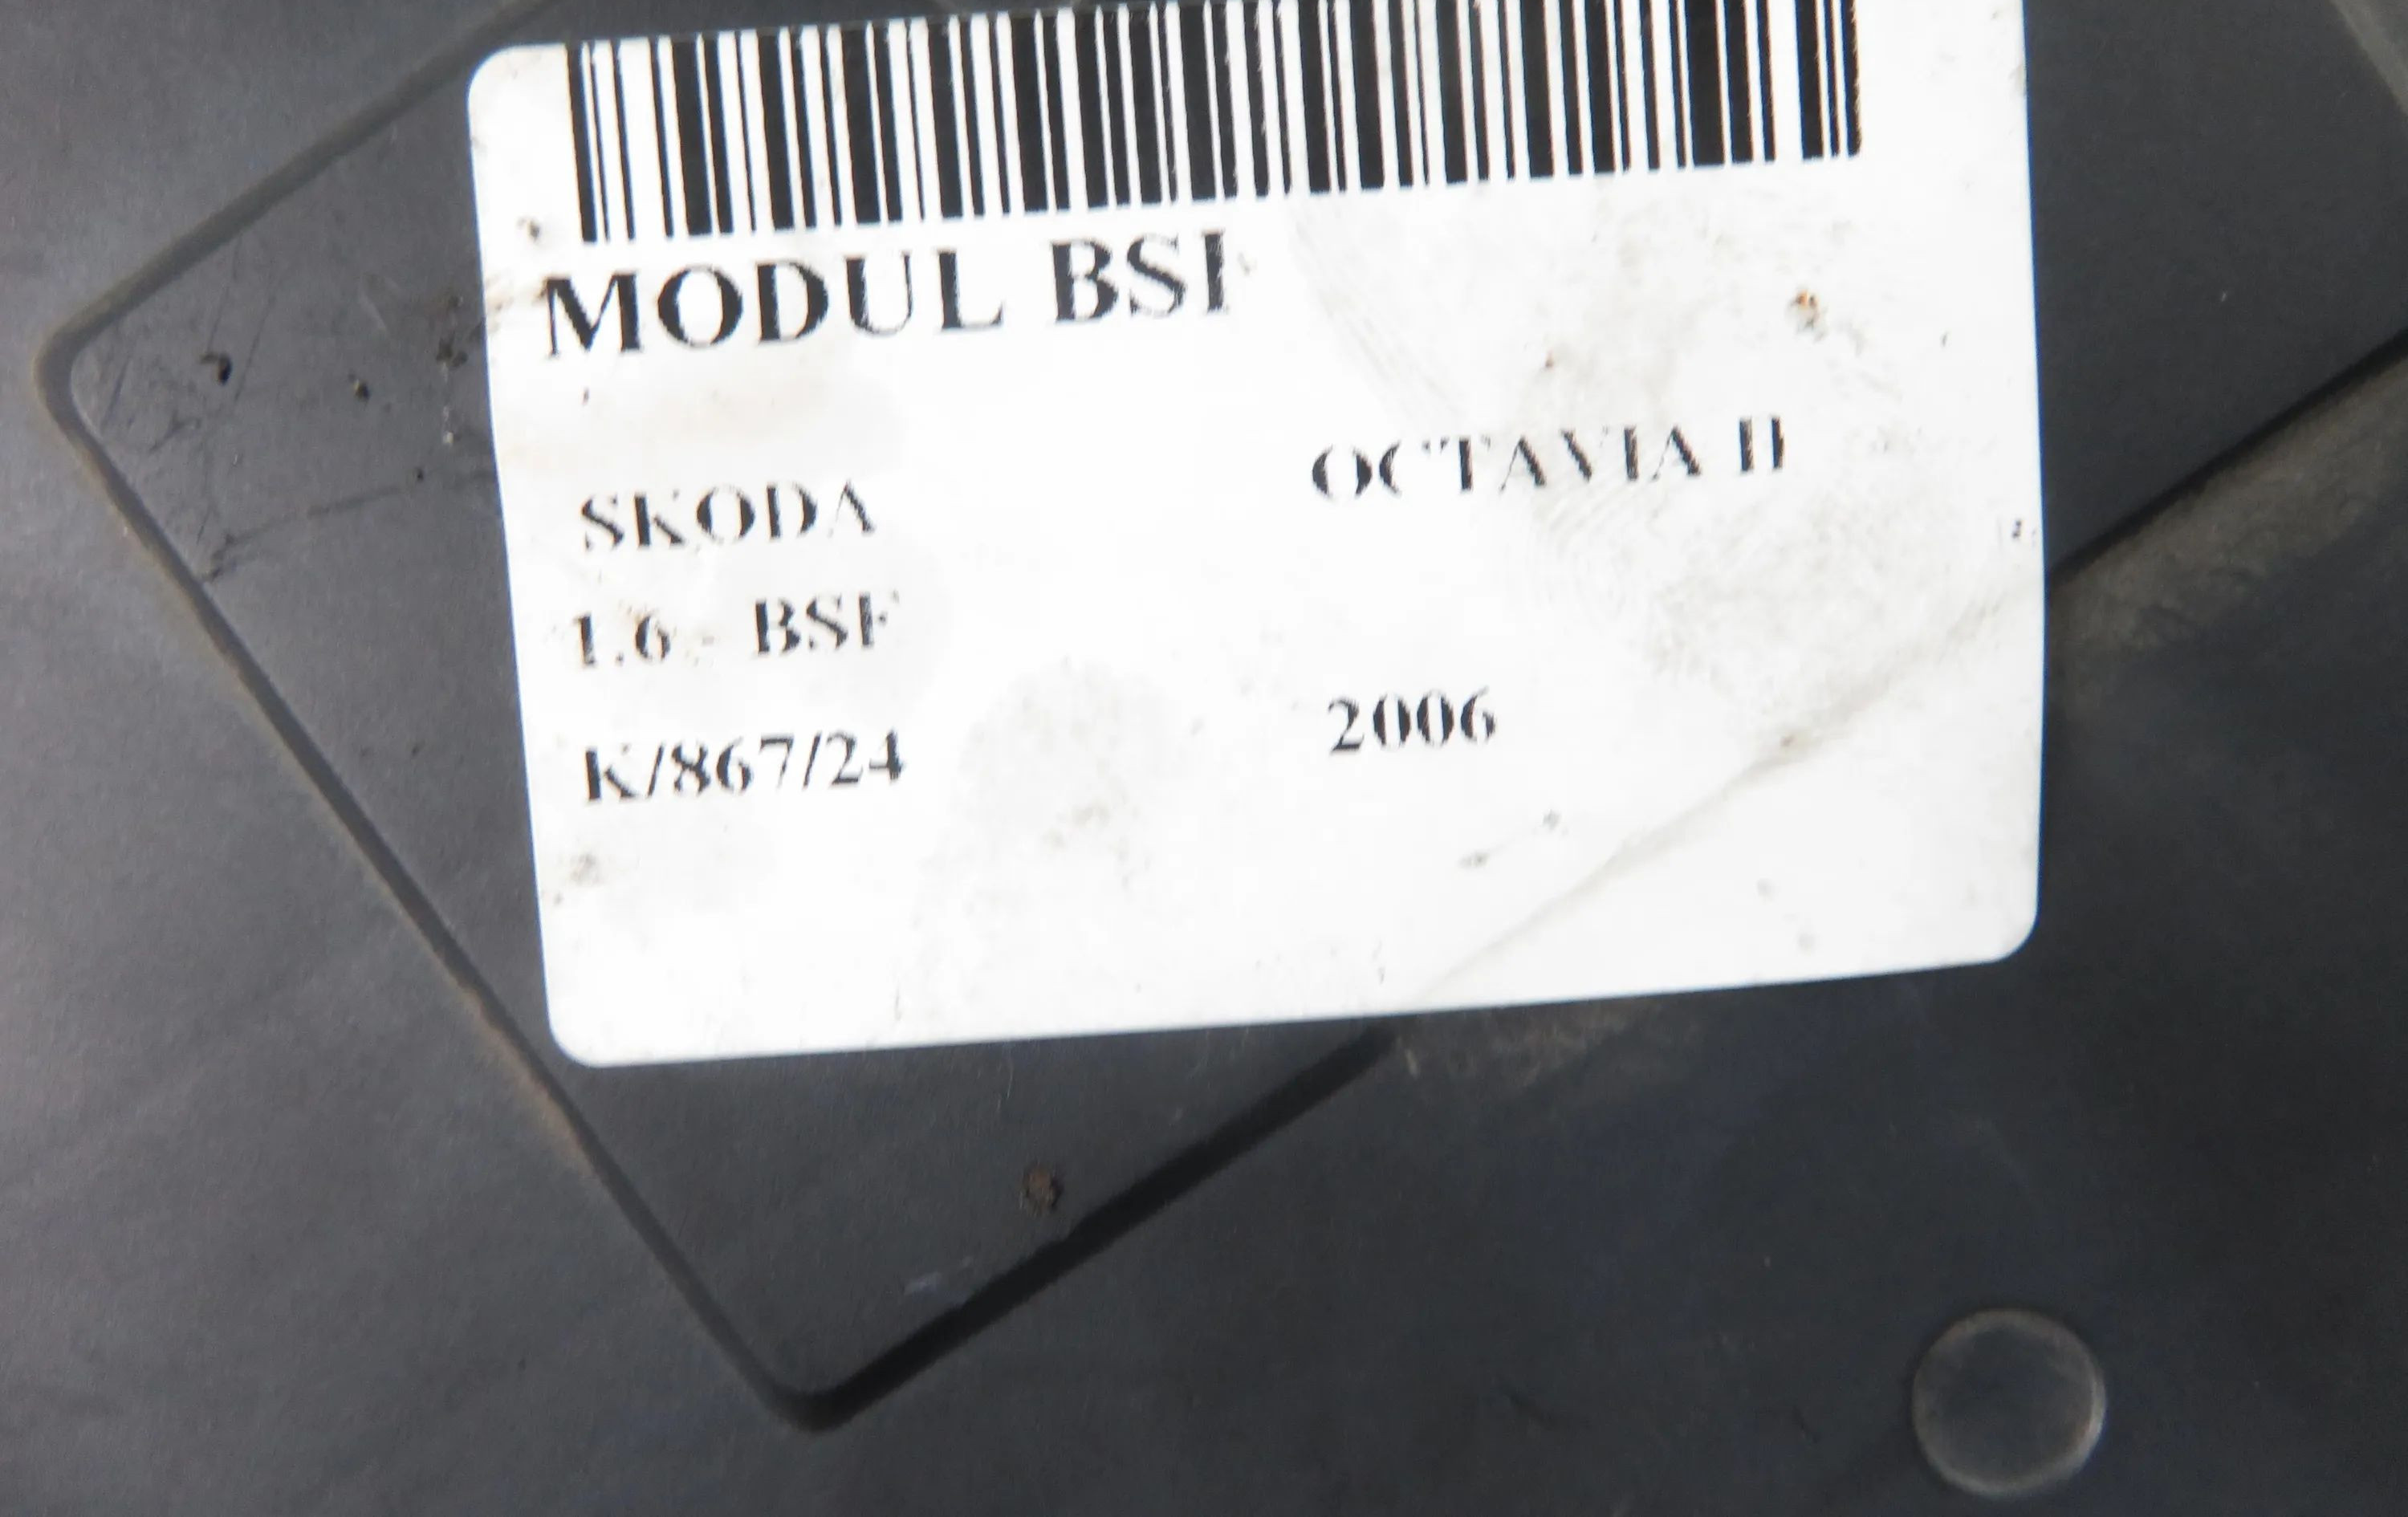 MODUL BSI
SKODA OCTAVIA II
1.6 - BSF
K/867/24 2006